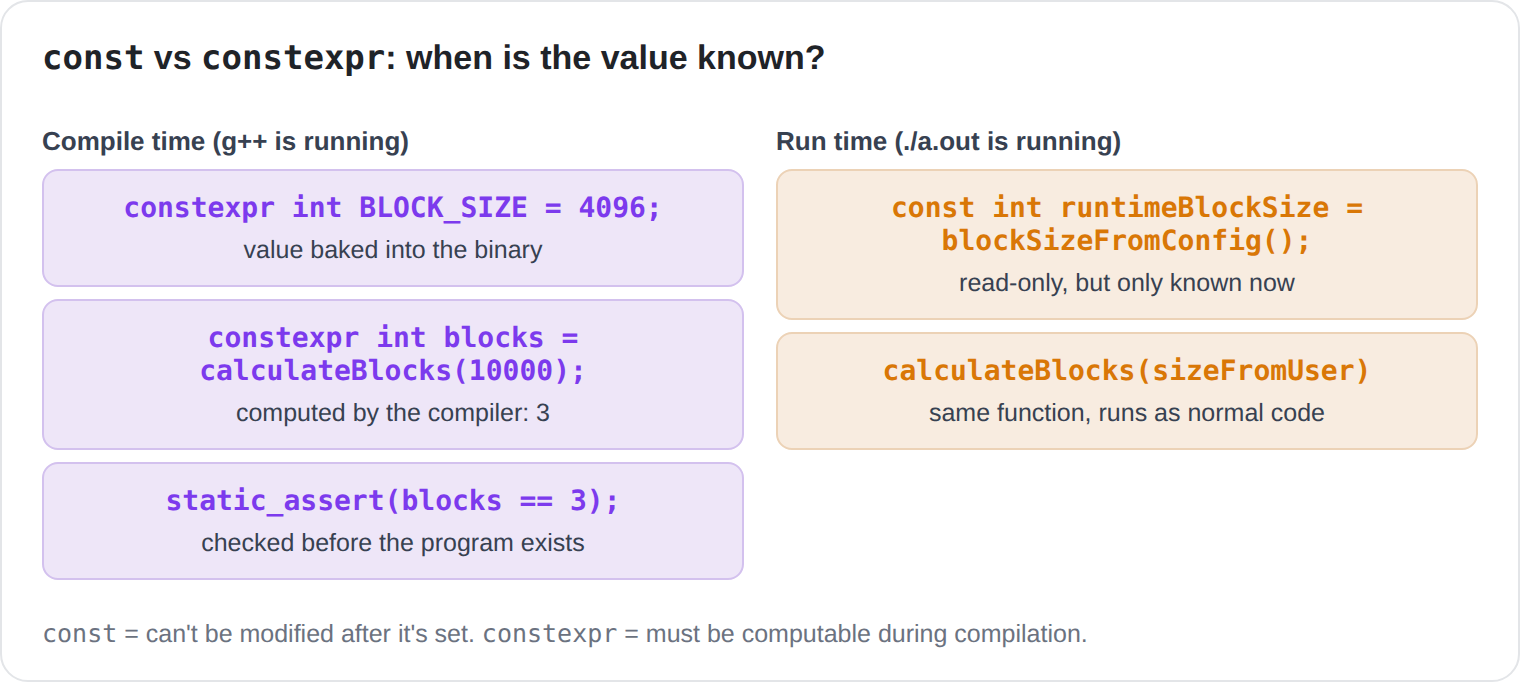 const vs constexpr: when is the value known?
Compile time (g++ is running)
constexpr int BLOCK_SIZE = 4096;
value baked into the binary
constexpr int blocks =
calculateBlocks(10000);
computed by the compiler: 3
static_assert(blocks == 3);
checked before the program exists
Run time (./a.out is running)
const int runtimeBlockSize =
blockSizeFromConfig();
read-only, but only known now
calculateBlocks(sizeFromUser)
same function, runs as normal code
const = can't be modified after it's set. constexpr = must be computable during compilation.